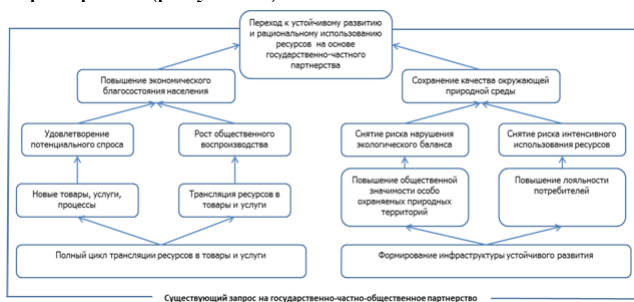 Переход к устойчивому развитию
и рациональному использованию
ресурсов на основе
государственно-частного
партнерства
Повышение экономического
благосостояния населения
Сохранение качества окружающей
природной среды
Удовлетворение
потенциального спроса
Рост общественного
воспроизводства
Снятие риска нарушения
экологического баланса
Снятие риска интенсивного
использования ресурсов
Новые товары, услуги,
процессы
Трансляция ресурсов в
товары и услуги
Повышение общественной
значимости особо
охраняемых природных
территорий
Повышение лояльности
потребителей
Полный цикл трансляции ресурсов в товары и услуги
Формирование инфраструктуры устойчивого развития
Существующий запрос на государственно-частно-общественное партнерство